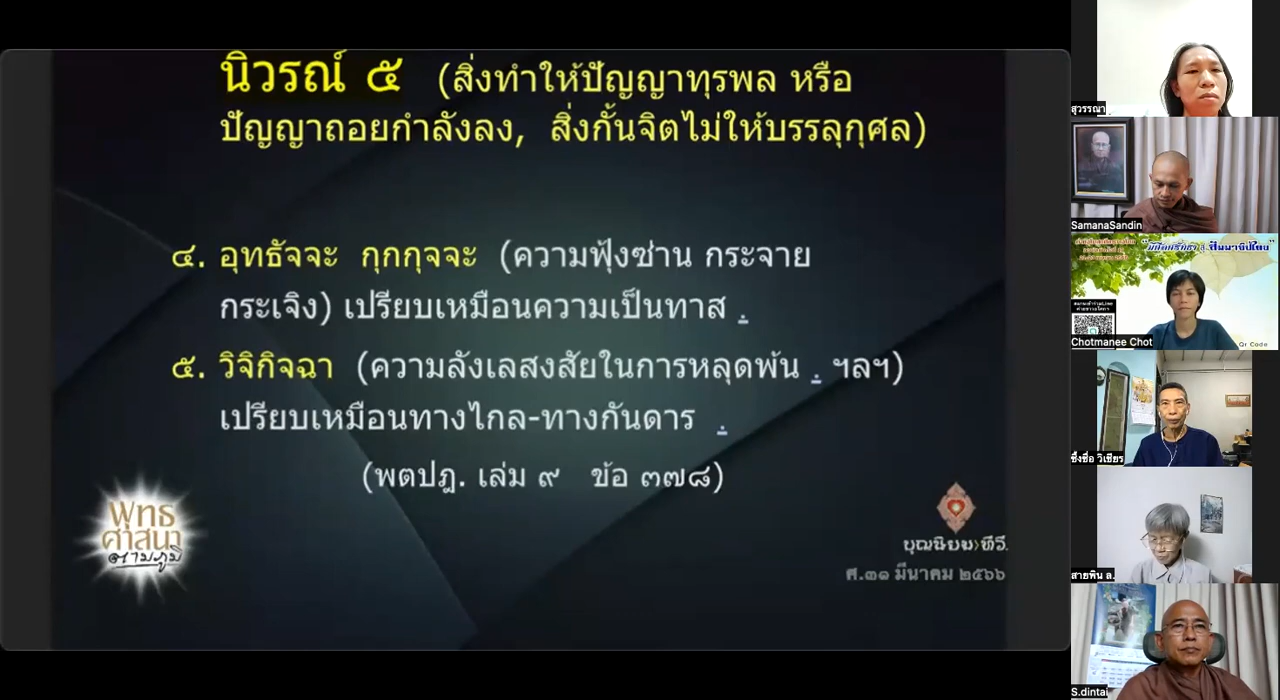 นิวรณ์ ๕ (สิ่งทำให้ปัญญาทุรพล หรือ
ปัญญาถอยกำลังลง, สิ่งกั้นจิตไม่ให้บรรลุกุศล)
๔. อุทธัจจะ กุกกุจจะ (ความฟุ้งซ่าน กระจาย
กระเจิง) เปรียบเหมือนความเป็นทาส .
๕. วิจิกิจฉา (ความลังเลสงสัยในการหลุดพ้น . ฯลฯ)
เปรียบเหมือนทางไกล-ทางกันดาร .
(พตปฎ. เล่ม ๙ ข้อ ๓๗๘)
พุทธ
ศาสนา
ตามภูมิ
บุญนิยม ทีวี.
ศ.๓๑ มีนาคม ๒๕๖๖
สุวรรณา
SamanaSandin
Chotmanee Chot
Qr Code
ซึ้งซื่อ วิเชียร
สายพิน ล.
S.dintai